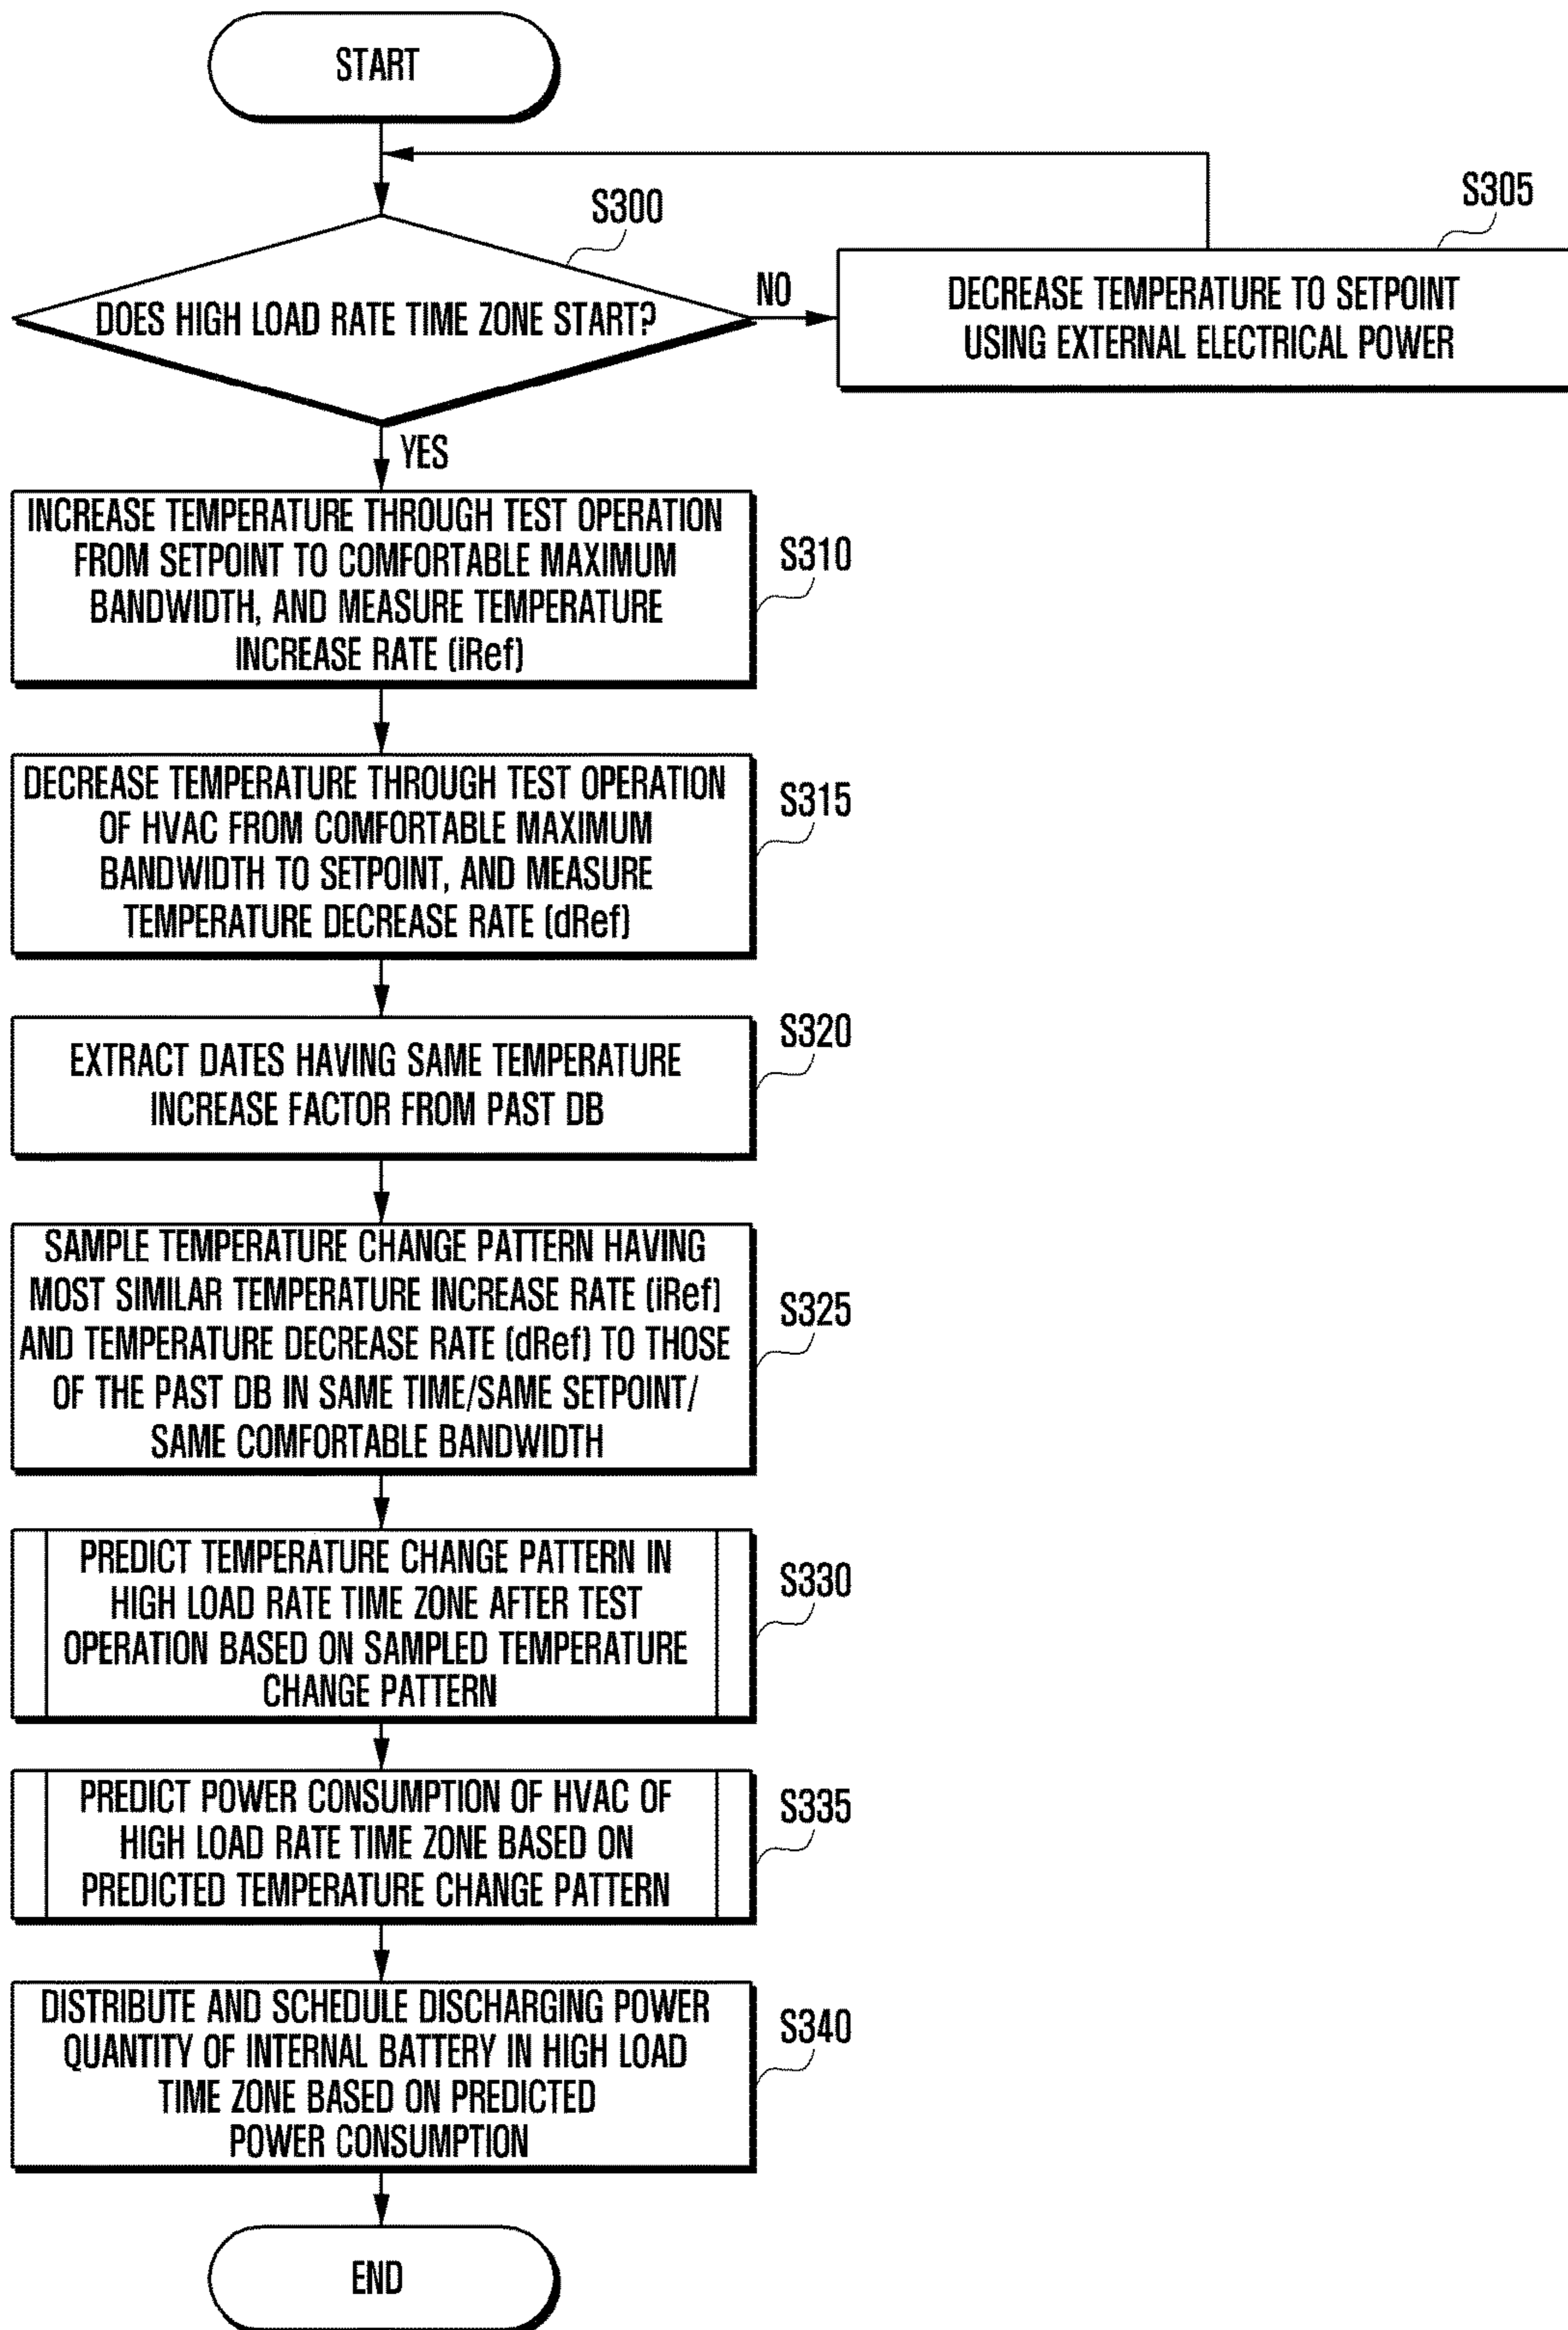 START
S300
S305
DOES HIGH LOAD RATE TIME ZONE START?
NO
DECREASE TEMPERATURE TO SETPOINT
USING EXTERNAL ELECTRICAL POWER
YES
INCREASE TEMPERATURE THROUGH TEST OPERATION
FROM SETPOINT TO COMFORTABLE MAXIMUM
BANDWIDTH, AND MEASURE TEMPERATURE
INCREASE RATE (iRef)
S310
DECREASE TEMPERATURE THROUGH TEST OPERATION
OF HVAC FROM COMFORTABLE MAXIMUM
BANDWIDTH TO SETPOINT, AND MEASURE
TEMPERATURE DECREASE RATE (dRef)
S315
EXTRACT DATES HAVING SAME TEMPERATURE
INCREASE FACTOR FROM PAST DB
S320
SAMPLE TEMPERATURE CHANGE PATTERN HAVING
MOST SIMILAR TEMPERATURE INCREASE RATE (iRef)
AND TEMPERATURE DECREASE RATE (dRef) TO THOSE
OF THE PAST DB IN SAME TIME/SAME SETPOINT/
SAME COMFORTABLE BANDWIDTH
S325
PREDICT TEMPERATURE CHANGE PATTERN IN
HIGH LOAD RATE TIME ZONE AFTER TEST
OPERATION BASED ON SAMPLED TEMPERATURE
CHANGE PATTERN
S330
PREDICT POWER CONSUMPTION OF HVAC OF
HIGH LOAD RATE TIME ZONE BASED ON
PREDICTED TEMPERATURE CHANGE PATTERN
S335
DISTRIBUTE AND SCHEDULE DISCHARGING POWER
QUANTITY OF INTERNAL BATTERY IN HIGH LOAD
TIME ZONE BASED ON PREDICTED
POWER CONSUMPTION
S340
END